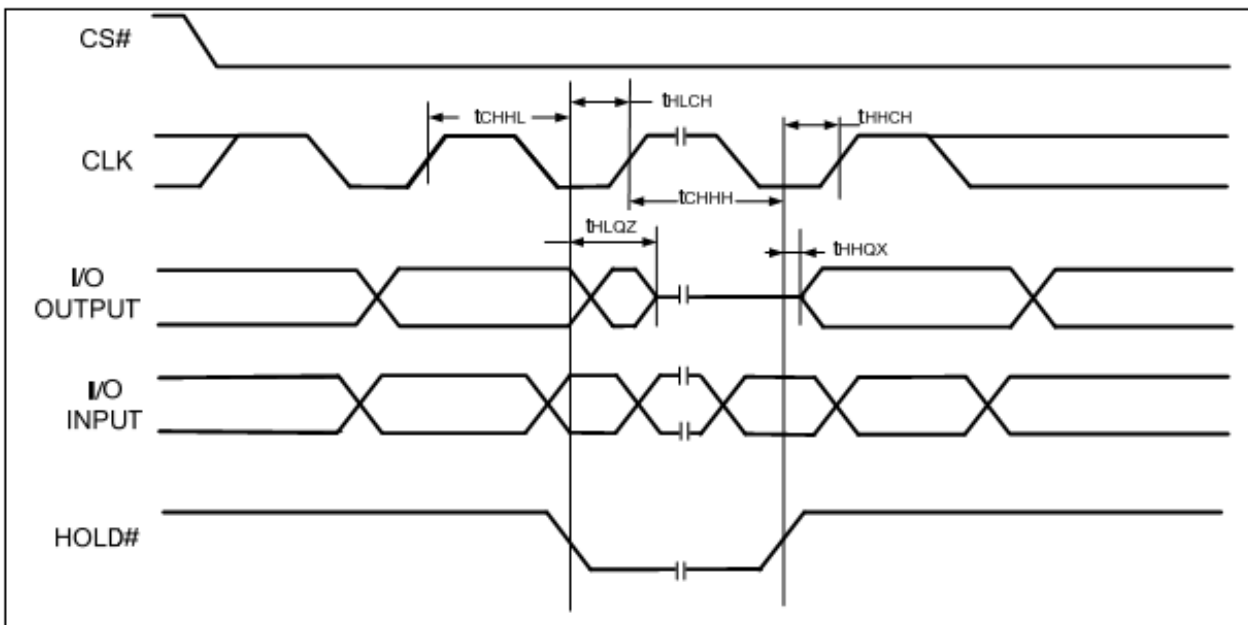 CS#
tCHHL
tHLCH
tHHCH
CLK
tCHHH
tHLQZ
tHHQX
I/O
OUTPUT
I/O
INPUT
HOLD#